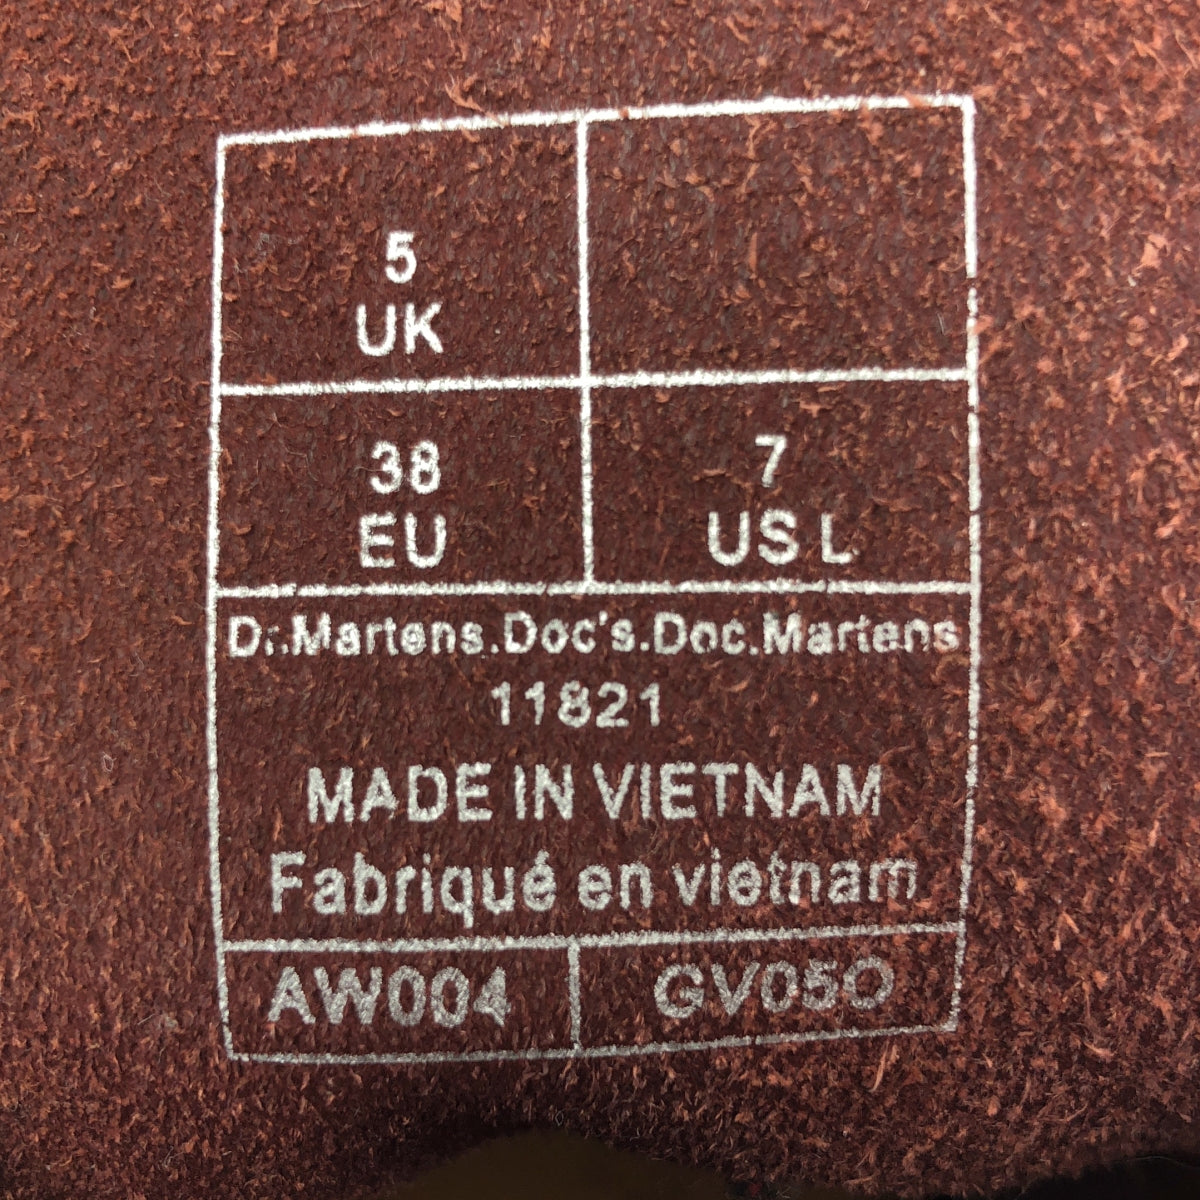 5
UK
38
EU
7
US L
Dr.Martens.Doc's.Doc.Martens
11821
MADE IN VIETNAM
Fabriqué en vietnam
AW004
GV05O